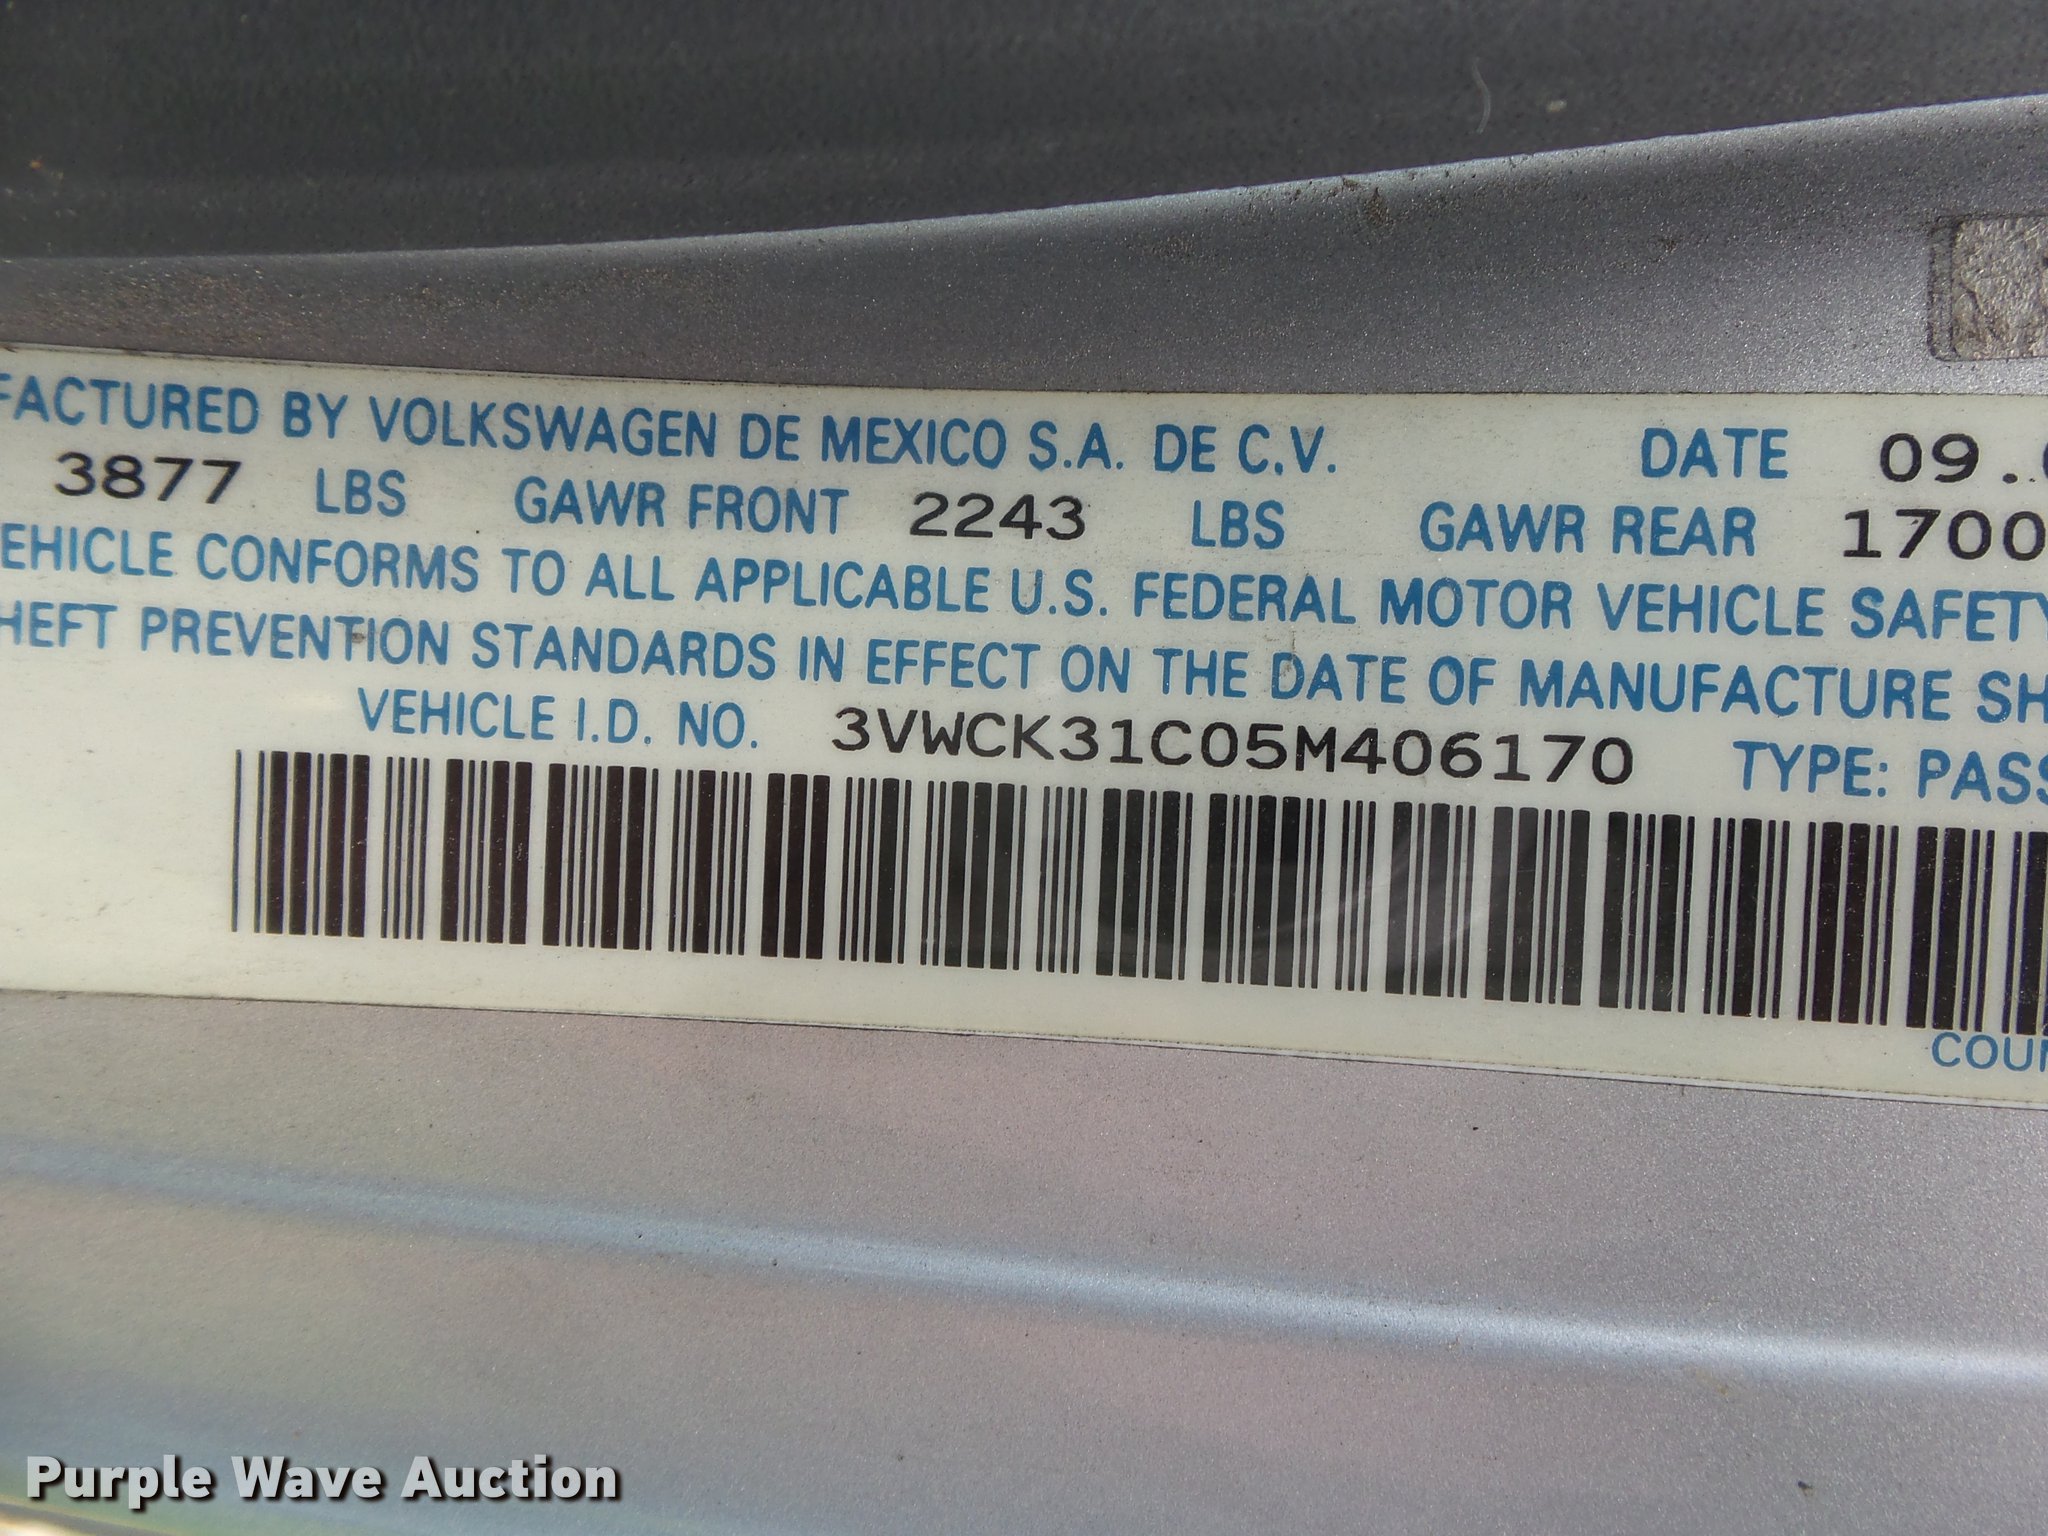 FACTURED BY VOLKSWAGEN DE MEXICO S.A. DE C.V. DATE 09.
3877 LBS GAWR FRONT 2243 LBS GAWR REAR 1700
EHICLE CONFORMS TO ALL APPLICABLE U.S. FEDERAL MOTOR VEHICLE SAFETY
HEFT PREVENTION STANDARDS IN EFFECT ON THE DATE OF MANUFACTURE SH
VEHICLE I.D. NO. 3VWCK31C05M406170 TYPE: PASS
COUN
Purple Wave Auction